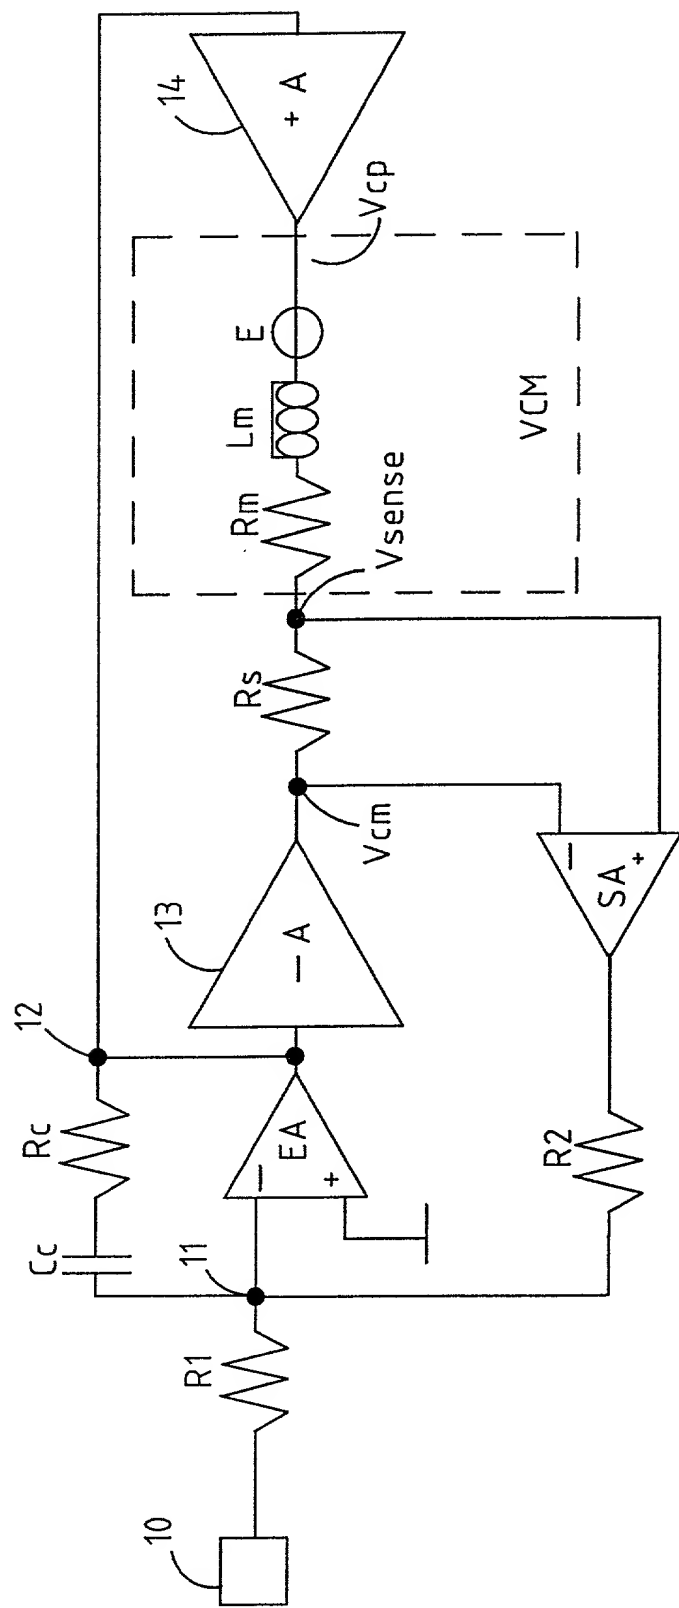 10
R1
11
Cc
Rc
12
EA
−
+
13
− A
Vcm
Rs
Vsense
Rm
Lm
E
VCM
Vcp
14
+ A
SA
−
+
R2